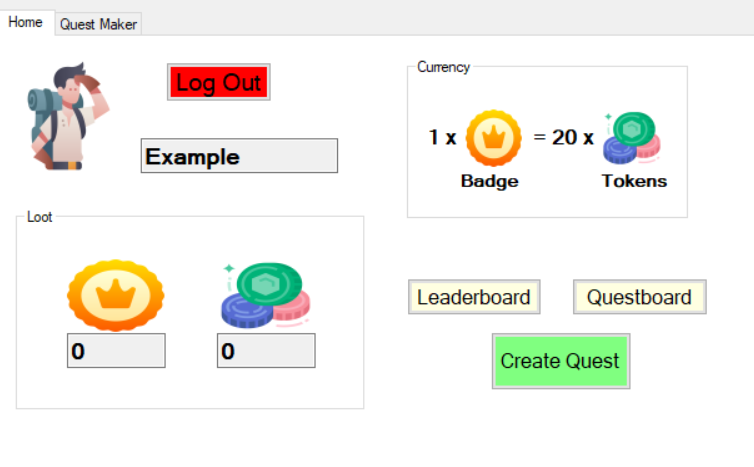 Home
Quest Maker
Log Out
Example
Currency
1 x = 20 x
Badge
Tokens
Loot
0
0
Leaderboard
Questboard
Create Quest